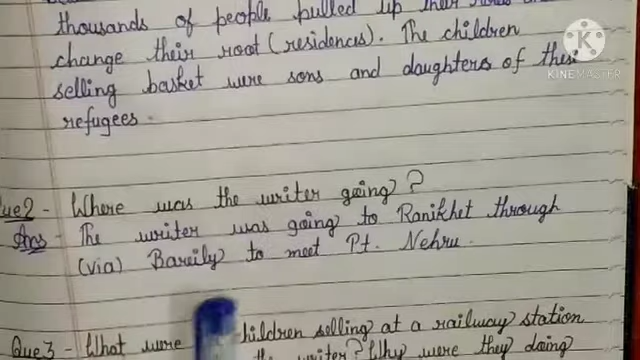 thousands of people pulled up their
change their root (residences). The children
selling basket were sons and daughters of these
refugees.
Que2 - Where was the writer going?
Ans - The writer was going to Ranikhet through
(via) Bareily to meet Pt. Nehru.
Que3 - What were children selling at a railway station
the writer? Why were they doing
KINEMASTER